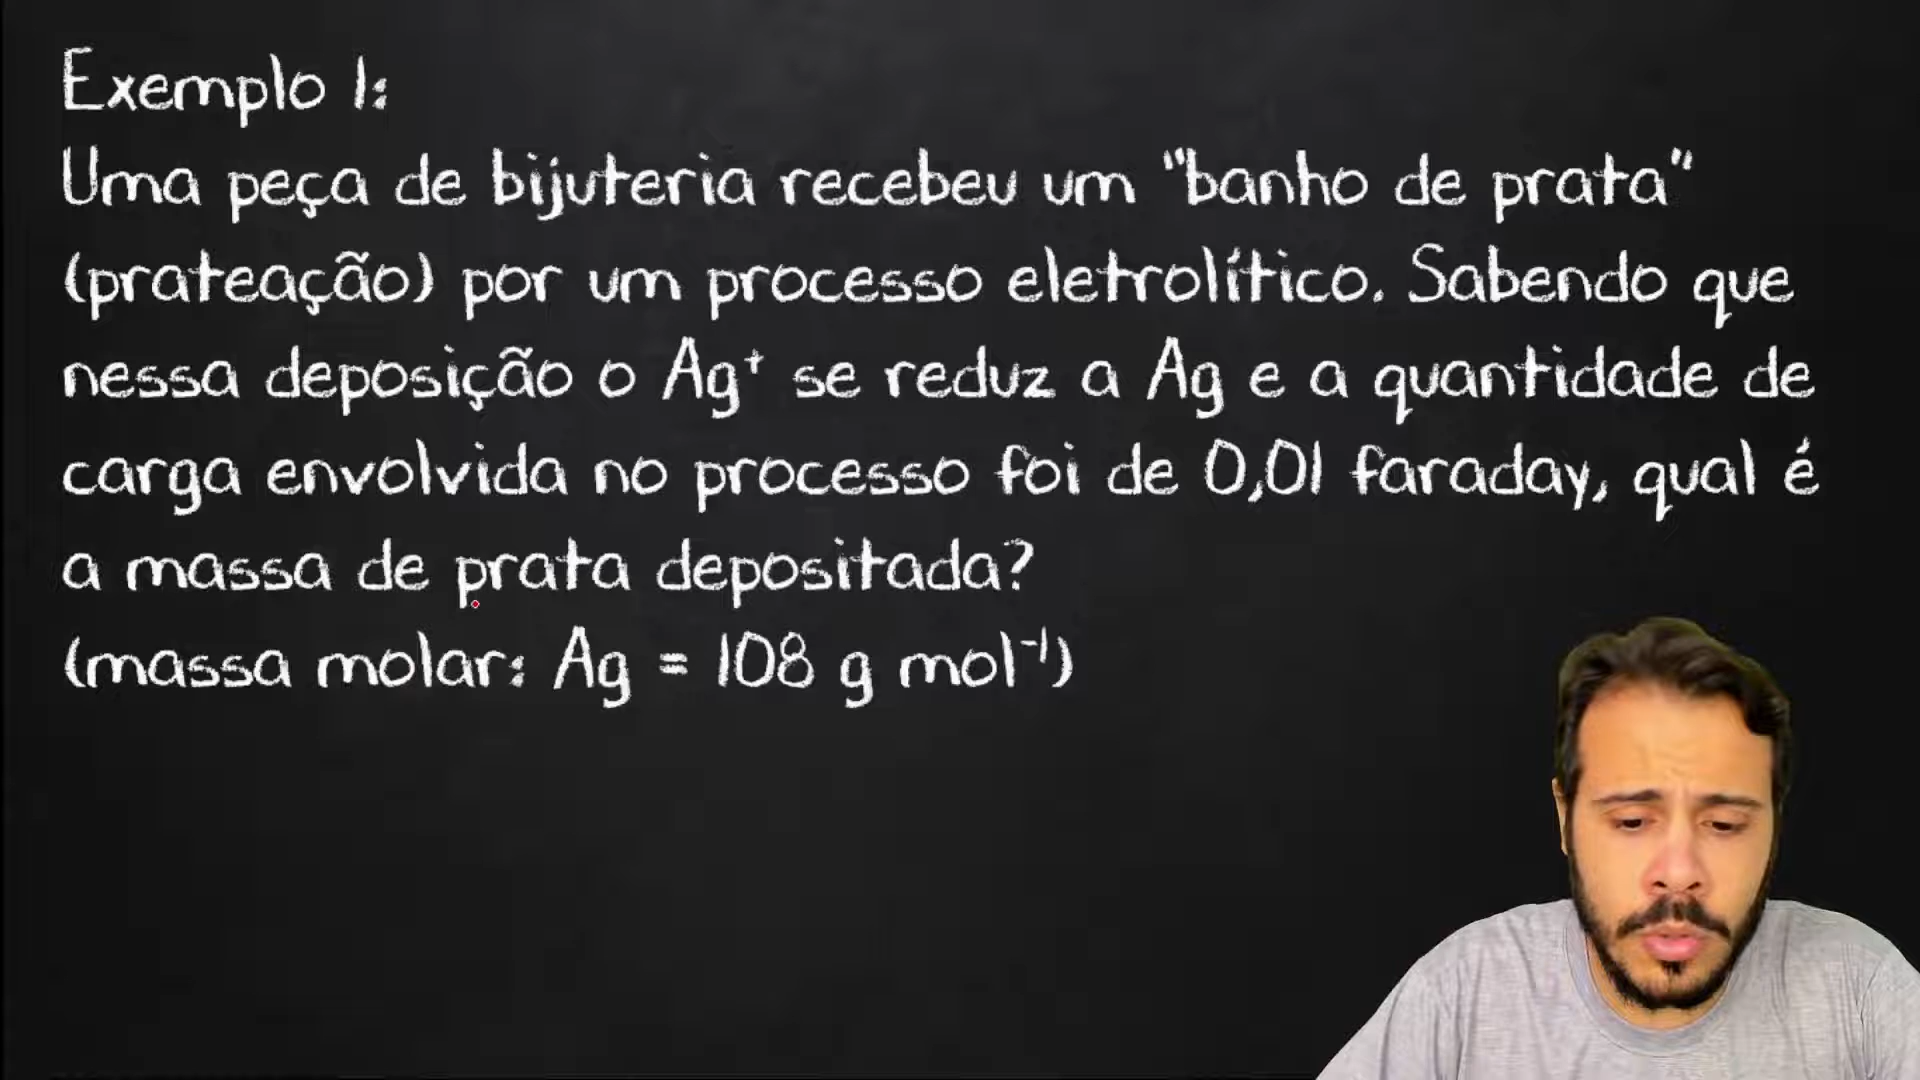 Exemplo 1:
Uma peça de bijuteria recebeu um "banho de prata"
(prateação) por um processo eletrolítico. Sabendo que
nessa deposição o Ag⁺ se reduz a Ag e a quantidade de
carga envolvida no processo foi de 0,01 faraday, qual é
a massa de prata depositada?
(massa molar: Ag = 108 g mol⁻¹)